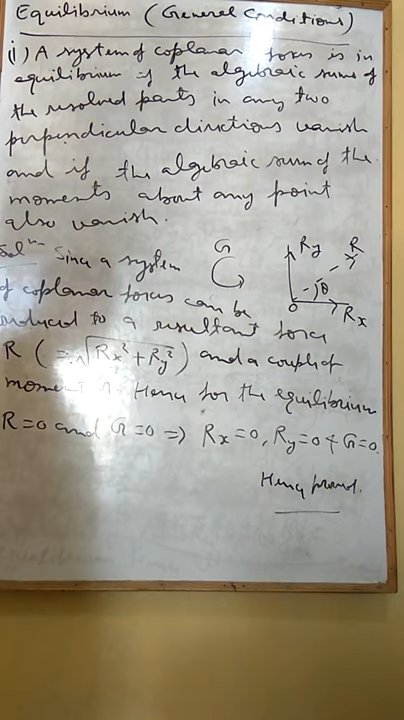 Equilibrium (General Conditions)
(1) A system of coplanar forces is in
equilibrium if the algebraic sums of
the resolved parts in any two
perpendicular directions vanish
and if the algebraic sum of the
moments about any point
also vanish.
Solⁿ Since a system
of coplanar forces can be
reduced to a resultant force
R (= √Rx²+Ry²) and a couple of
moment G. Hence for the equilibrium
R=0 and G=0 => Rx=0, Ry=0 & G=0.
Hence proved.
G
Ry
R
θ
O
Rx